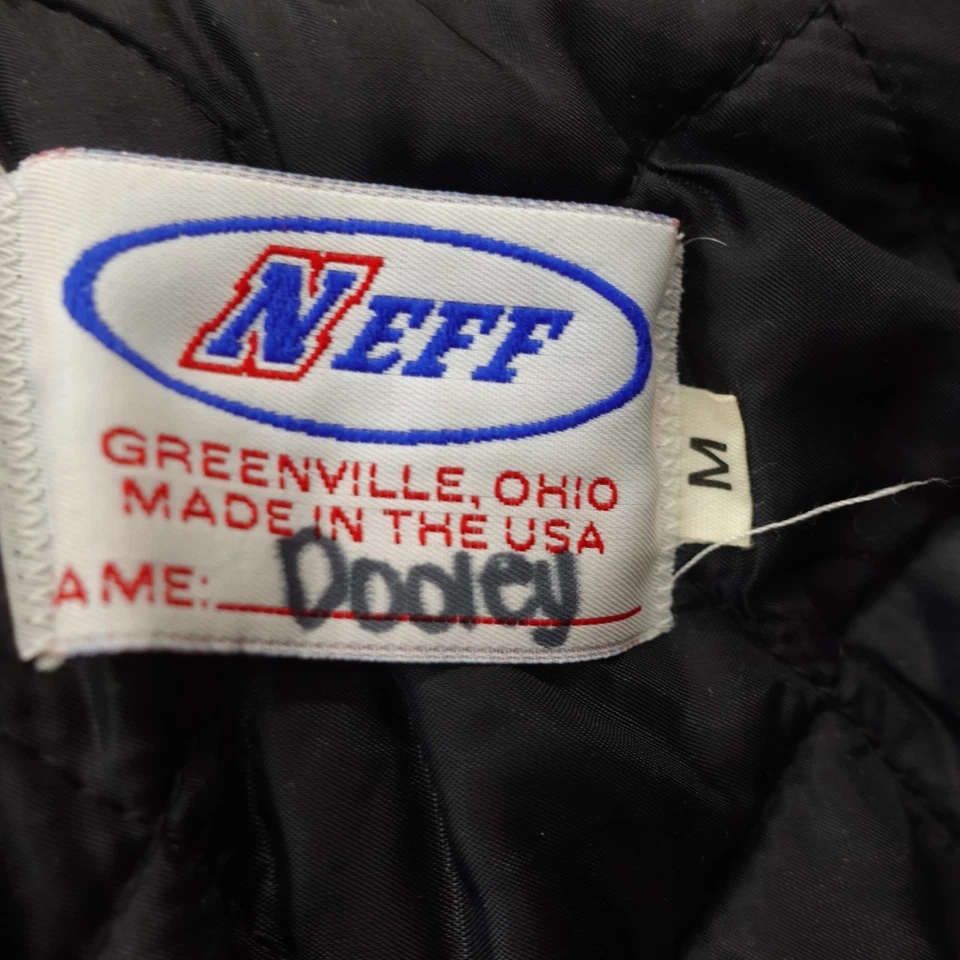 NEFF
GREENVILLE, OHIO
MADE IN THE USA
AME: Dooley
M